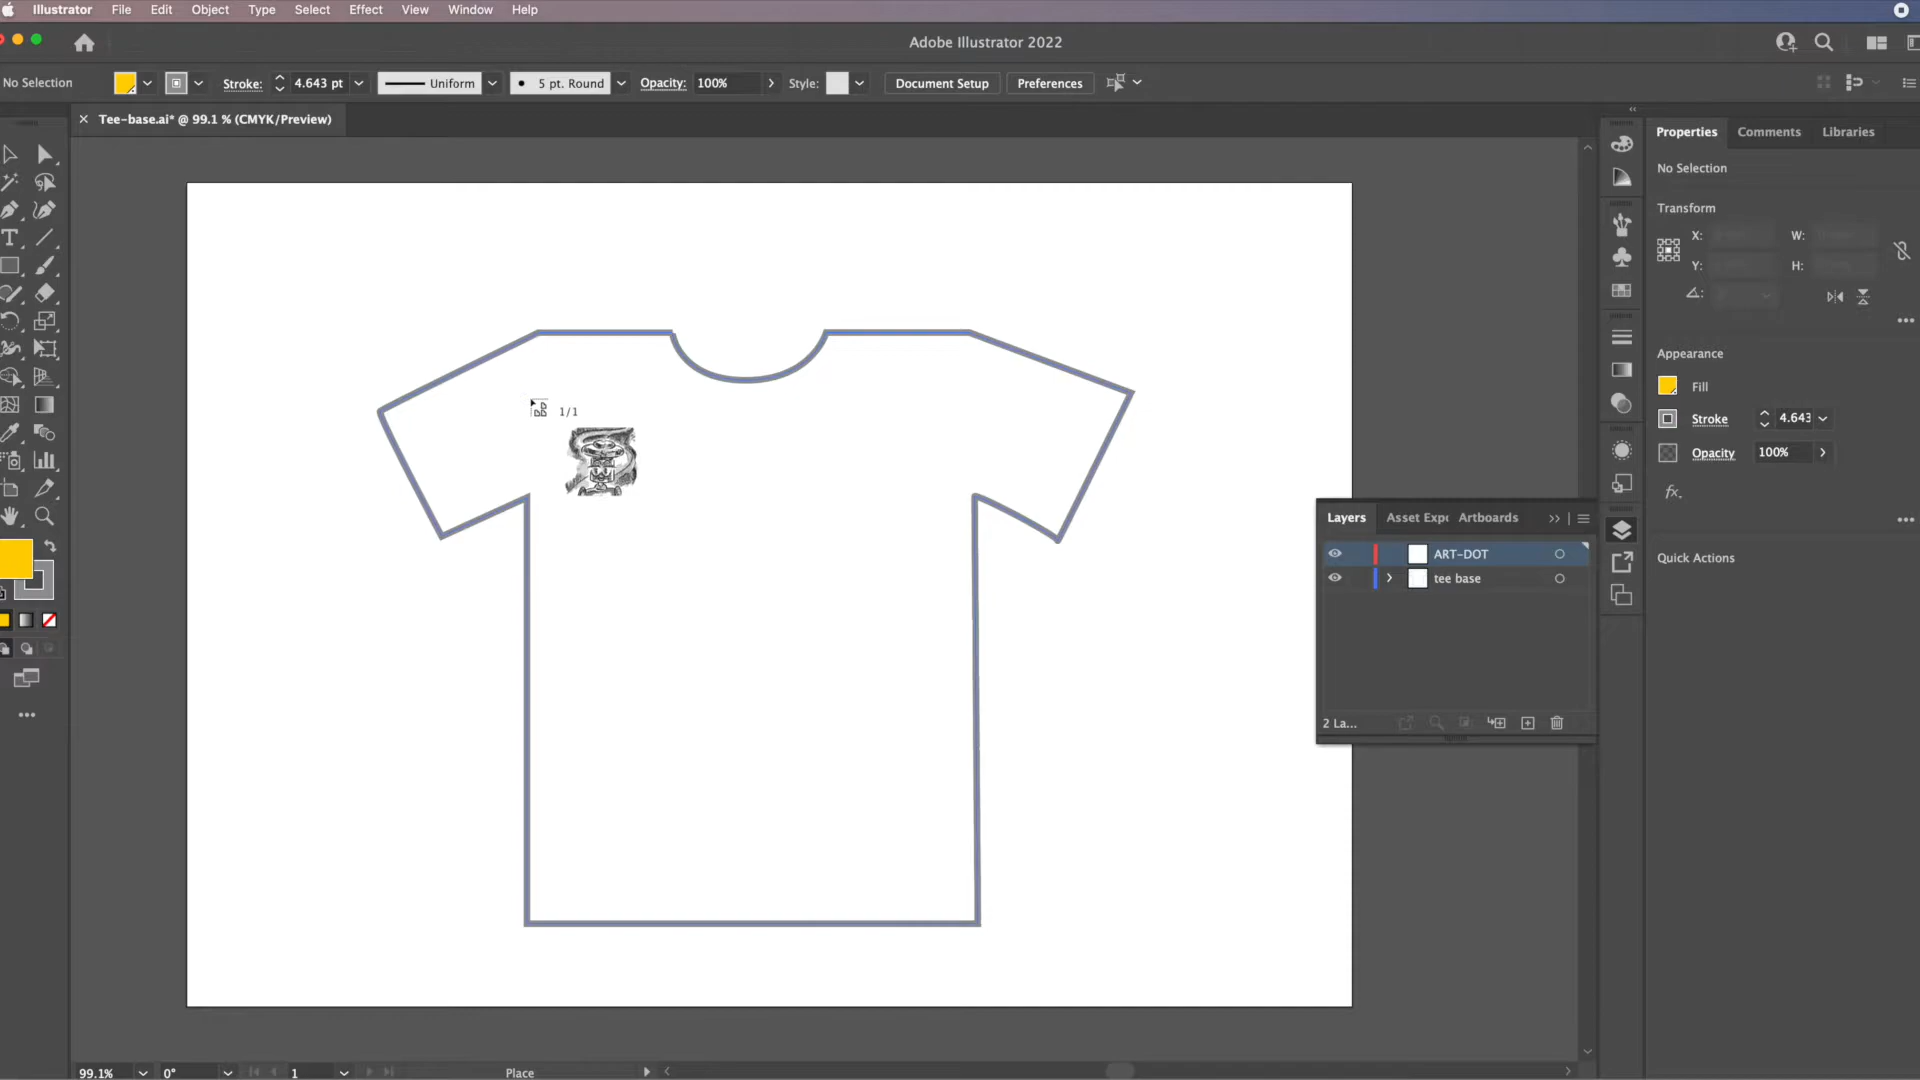 Illustrator File Edit Object Type Select Effect View Window Help
Adobe Illustrator 2022
No Selection Stroke: 4.643 pt Uniform 5 pt. Round Opacity: 100% Style: Document Setup Preferences
Tee-base.ai* @ 99.1 % (CMYK/Preview)
Properties Comments Libraries
No Selection
Transform
X: W:
Y: H:
Appearance
Fill
Stroke 4.643
Opacity 100%
fx.
Quick Actions
1/1
Layers Asset Expo Artboards
ART-DOT
tee base
2 La...
99.1% 0° 1 Place